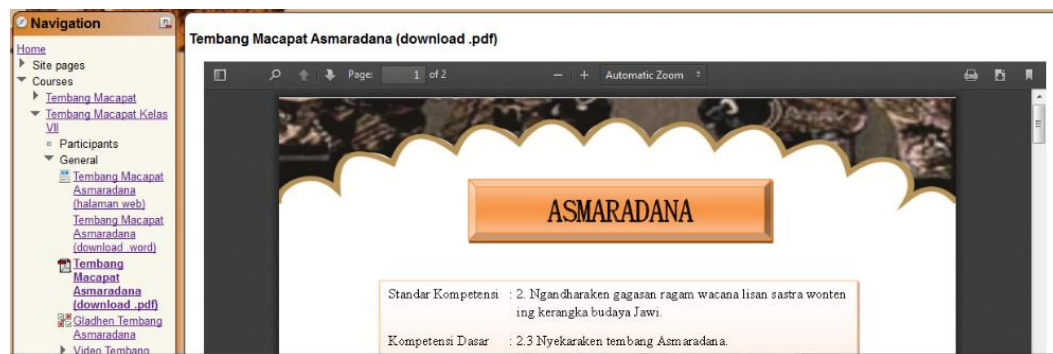 Navigation
Home
Site pages
Courses
Tembang Macapat
Tembang Macapat Kelas
VII
Participants
General
Tembang Macapat
Asmaradana
(halaman web)
Tembang Macapat
Asmaradana
(download .word)
Tembang
Macapat
Asmaradana
(download .pdf)
Gladhen Tembang
Asmaradana
Video Tembang
Tembang Macapat Asmaradana (download .pdf)
Page: 1 of 2
Automatic Zoom
ASMARADANA
Standar Kompetensi : 2. Ngandharaken gagasan ragam wacana lisan sastra wonten
ing kerangka budaya Jawi.
Kompetensi Dasar : 2.3 Nyekaraken tembang Asmaradana.